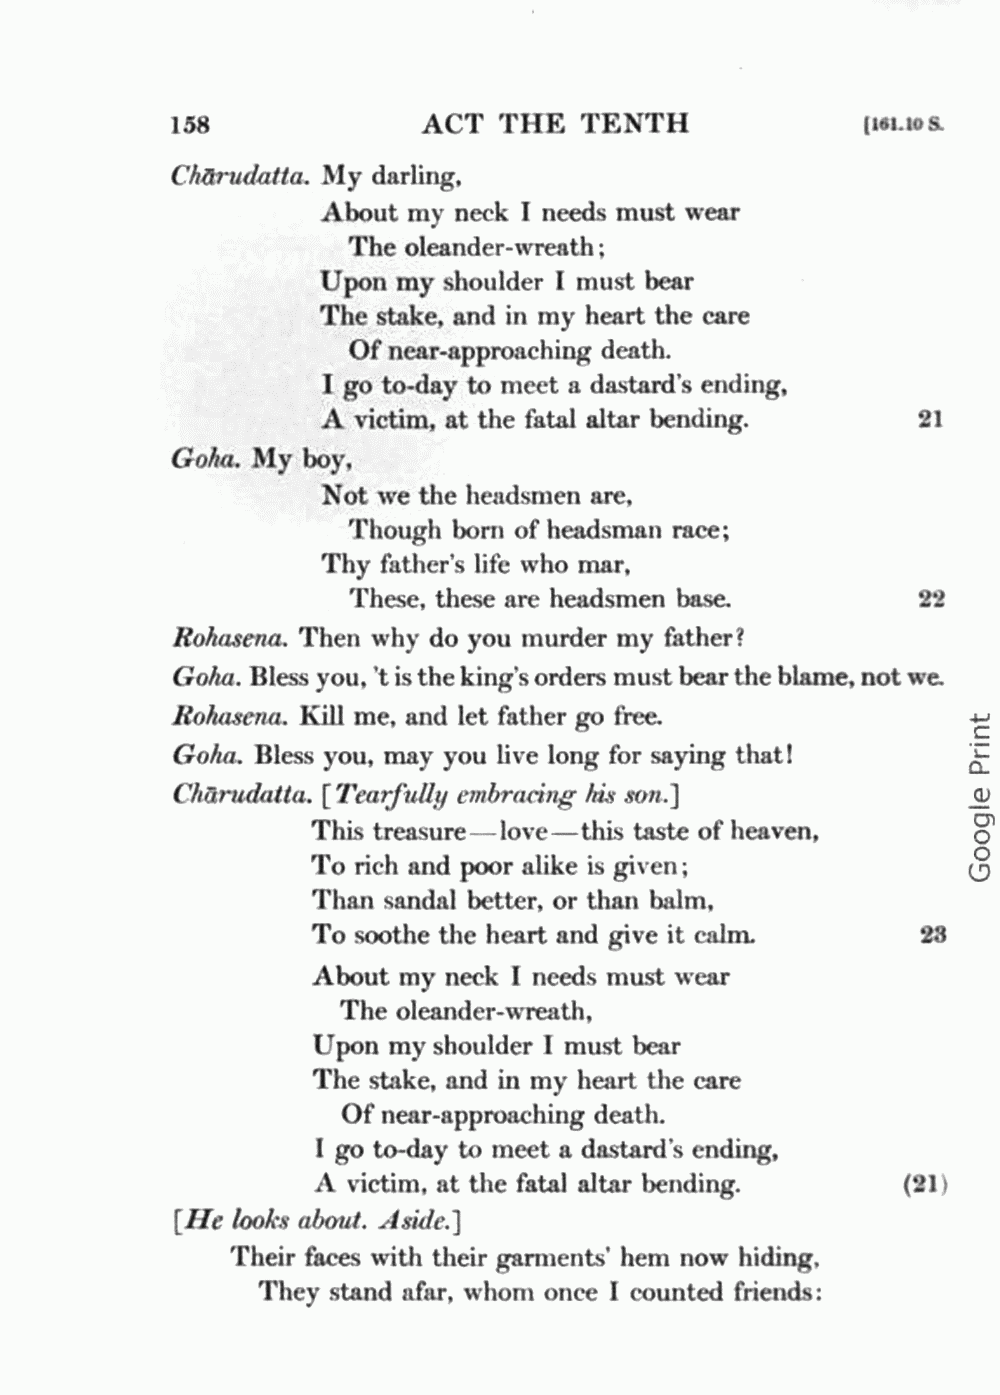 158 ACT THE TENTH [161.10 S.
Chārudatta. My darling,
About my neck I needs must wear
The oleander-wreath;
Upon my shoulder I must bear
The stake, and in my heart the care
Of near-approaching death.
I go to-day to meet a dastard's ending,
A victim, at the fatal altar bending. 21
Goha. My boy,
Not we the headsmen are,
Though born of headsman race;
Thy father's life who mar,
These, these are headsmen base. 22
Rohasena. Then why do you murder my father?
Goha. Bless you, 't is the king's orders must bear the blame, not we.
Rohasena. Kill me, and let father go free.
Goha. Bless you, may you live long for saying that!
Chārudatta. [Tearfully embracing his son.]
This treasure—love—this taste of heaven,
To rich and poor alike is given;
Than sandal better, or than balm,
To soothe the heart and give it calm. 23
About my neck I needs must wear
The oleander-wreath,
Upon my shoulder I must bear
The stake, and in my heart the care
Of near-approaching death.
I go to-day to meet a dastard's ending,
A victim, at the fatal altar bending. (21)
[He looks about. Aside.]
Their faces with their garments' hem now hiding,
They stand afar, whom once I counted friends:
Google Print